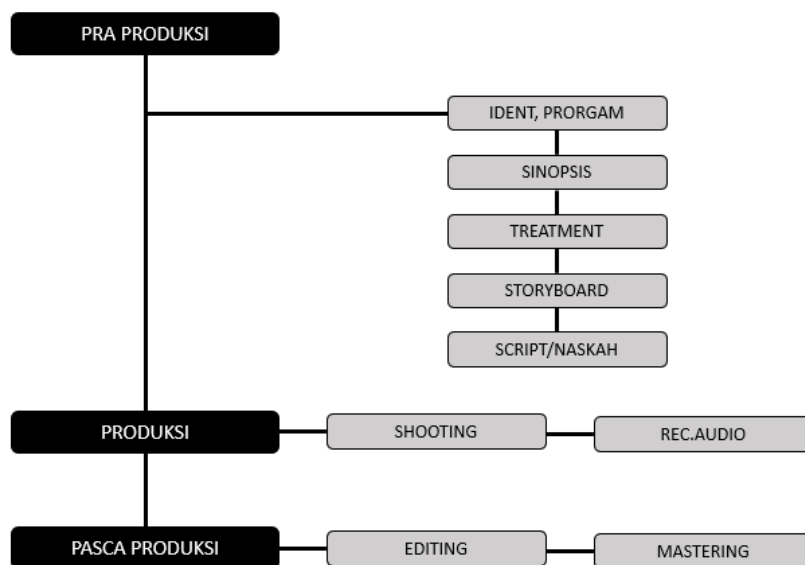 PRA PRODUKSI
IDENT, PRORGAM
SINOPSIS
TREATMENT
STORYBOARD
SCRIPT/NASKAH
PRODUKSI
SHOOTING
REC.AUDIO
PASCA PRODUKSI
EDITING
MASTERING